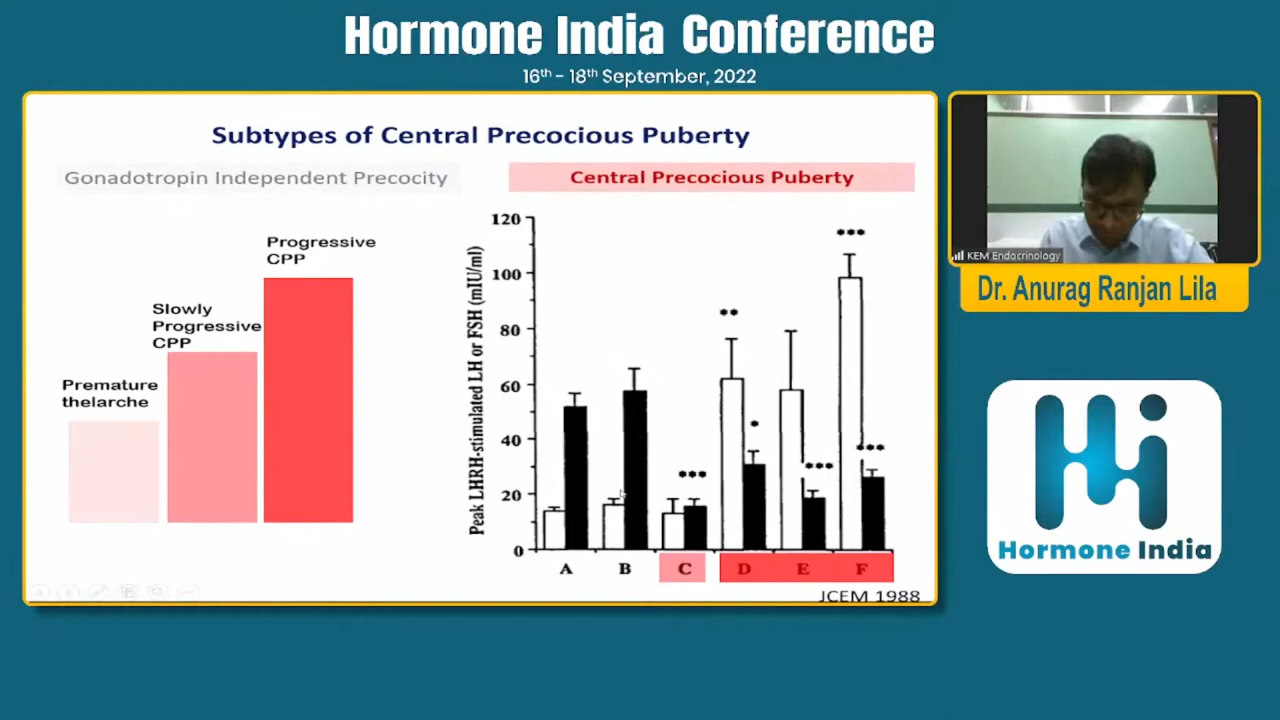 Hormone India Conference
16th - 18th September, 2022
Subtypes of Central Precocious Puberty
Gonadotropin Independent Precocity
Central Precocious Puberty
Progressive
CPP
Slowly
Progressive
CPP
Premature
thelarche
Peak LHRH-stimulated LH or FSH (mIU/ml)
120
100
80
60
40
20
0
***
**
*
***
***
***
A B C D E F
JCEM 1988
KEM Endocrinology
Dr. Anurag Ranjan Lila
Hormone India